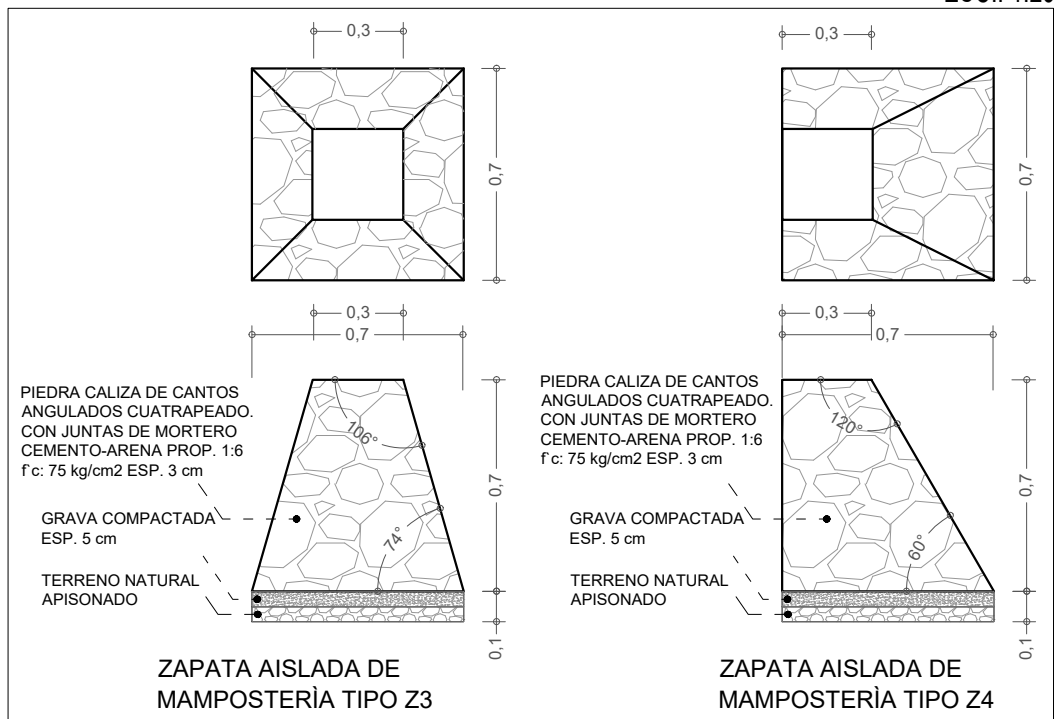 0,3
0,7
0,3
0,7
0,3
0,7
PIEDRA CALIZA DE CANTOS
ANGULADOS CUATRAPEADO.
CON JUNTAS DE MORTERO
CEMENTO-ARENA PROP. 1:6
f`c: 75 kg/cm2 ESP. 3 cm
GRAVA COMPACTADA
ESP. 5 cm
TERRENO NATURAL
APISONADO
106°
74°
0,7
0,1
ZAPATA AISLADA DE
MAMPOSTERÌA TIPO Z3
0,3
0,7
PIEDRA CALIZA DE CANTOS
ANGULADOS CUATRAPEADO.
CON JUNTAS DE MORTERO
CEMENTO-ARENA PROP. 1:6
f`c: 75 kg/cm2 ESP. 3 cm
GRAVA COMPACTADA
ESP. 5 cm
TERRENO NATURAL
APISONADO
120°
60°
0,7
0,1
ZAPATA AISLADA DE
MAMPOSTERÌA TIPO Z4